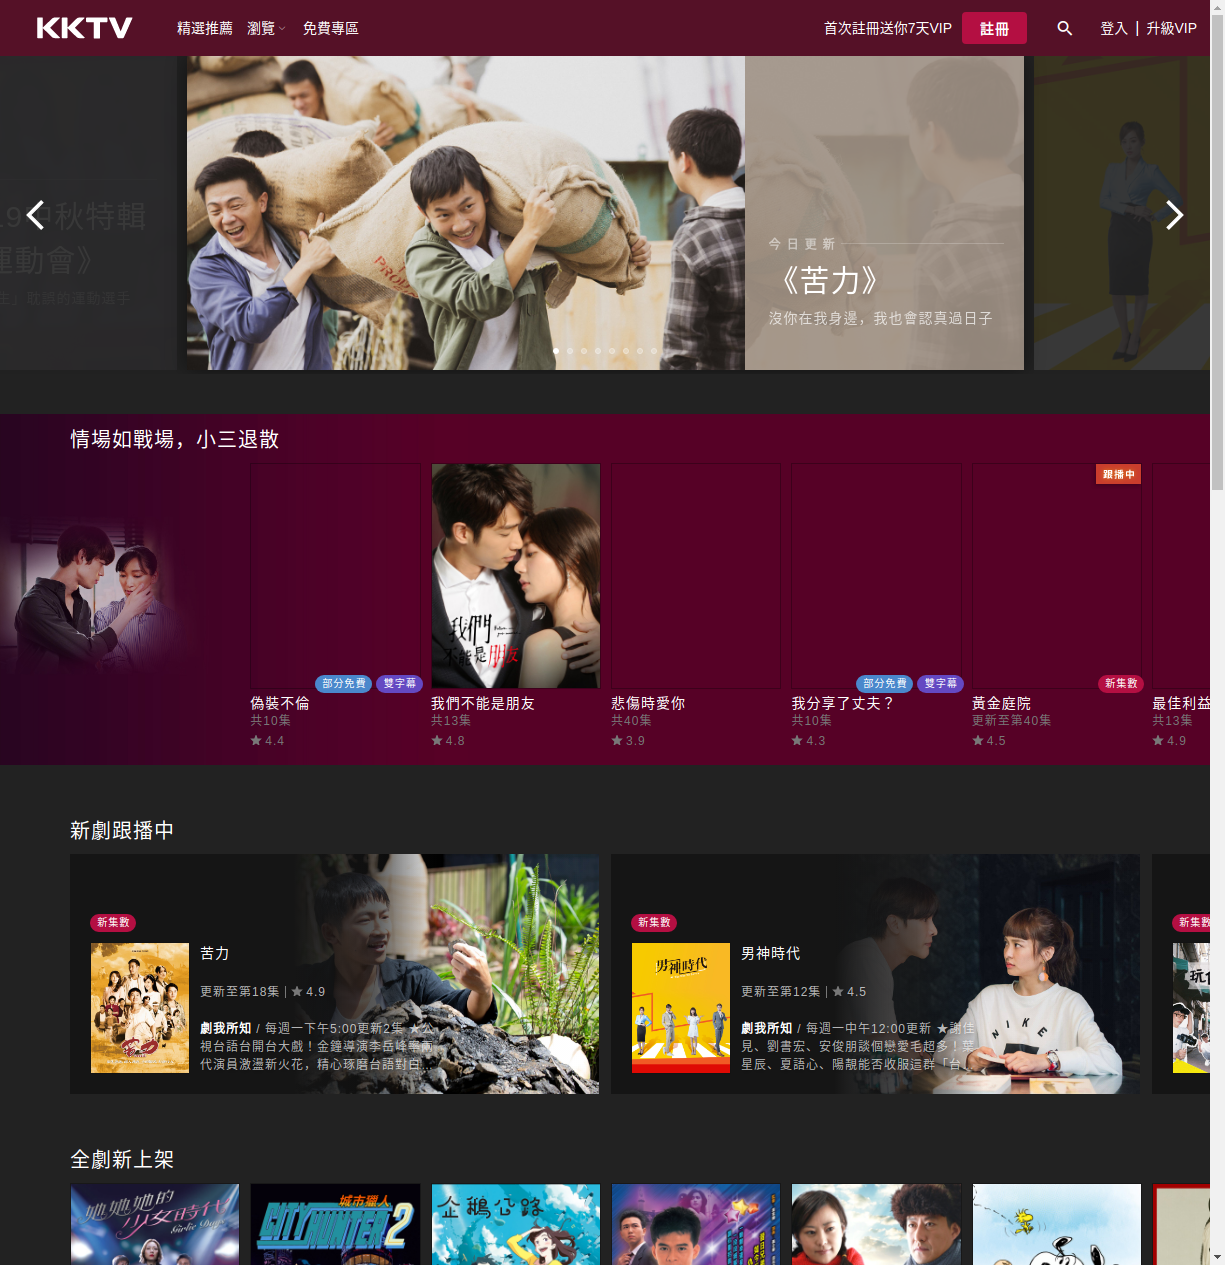 KKTV
精選推薦
瀏覽
免費專區
首次註冊送你7天VIP
註冊
登入
升級VIP
19中秋特輯
運動會》
今日更新
《苦力》
沒你在我身邊，我也會認真過日子
情場如戰場，小三退散
跟播中
我們
不能是朋友
部分免費
雙字幕
部分免費
雙字幕
新集數
偽裝不倫
共10集
4.4
我們不能是朋友
共13集
4.8
悲傷時愛你
共40集
3.9
我分享了丈夫？
共10集
4.3
黃金庭院
更新至第40集
4.5
最佳利益
共13集
4.9
新劇跟播中
新集數
苦力
更新至第18集 | ★ 4.9
劇我所知 / 每週一下午5:00更新2集 ★公
視台語台開台大戲！金鐘導演李岳峰率兩
代演員激盪新火花，精心琢磨台語對白...
新集數
男神時代
男神時代
更新至第12集 | ★ 4.5
劇我所知 / 每週一中午12:00更新 ★謝佳
見、劉書宏、安俊朋談個戀愛毛超多！葉
星辰、夏語心、陽靚能否收服這群「台...
NIKE
新集數
全劇新上架
她她她的
少女時代
Girlie Days
城市獵人
CITY HUNTER 2
企鵝公路